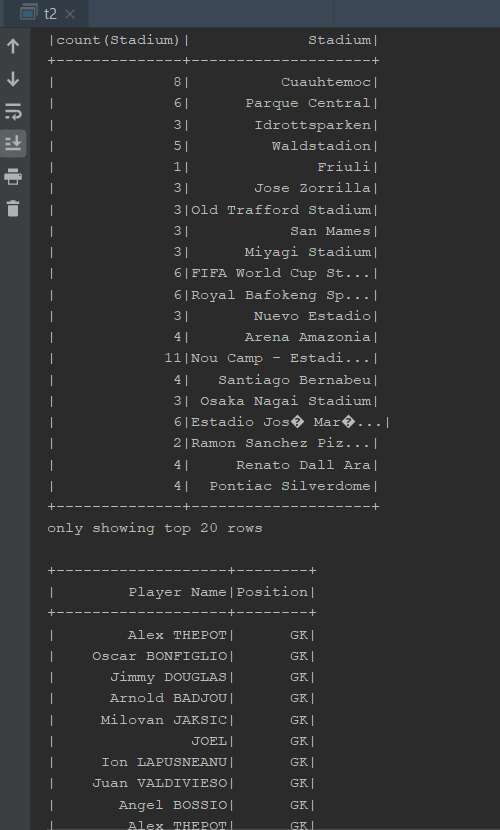 t2
|count(Stadium)|             Stadium|
+--------------+--------------------+
|             8|          Cuauhtemoc|
|             6|      Parque Central|
|             3|       Idrottsparken|
|             5|         Waldstadion|
|             1|              Friuli|
|             3|       Jose Zorrilla|
|             3|Old Trafford Stadium|
|             3|           San Mames|
|             3|      Miyagi Stadium|
|             6|FIFA World Cup St...|
|             6|Royal Bafokeng Sp...|
|             3|       Nuevo Estadio|
|             4|      Arena Amazonia|
|            11|Nou Camp - Estadi...|
|             4|   Santiago Bernabeu|
|             3| Osaka Nagai Stadium|
|             6|Estadio Jos� Mar�...|
|             2|Ramon Sanchez Piz...|
|             4|     Renato Dall Ara|
|             4|  Pontiac Silverdome|
+--------------+--------------------+
only showing top 20 rows
+-------------------+--------+
|        Player Name|Position|
+-------------------+--------+
|        Alex THEPOT|      GK|
|    Oscar BONFIGLIO|      GK|
|      Jimmy DOUGLAS|      GK|
|      Arnold BADJOU|      GK|
|     Milovan JAKSIC|      GK|
|               JOEL|      GK|
|     Ion LAPUSNEANU|      GK|
|    Juan VALDIVIESO|      GK|
|       Angel BOSSIO|      GK|
|        Alex THEPOT|      GK|